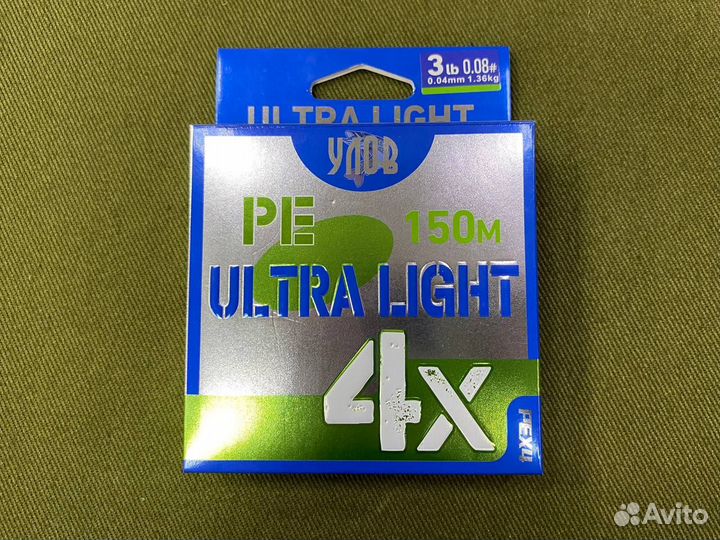 3 lb 0.08#
0.04mm 1.36kg
ULTRA LIGHT
УЛОВ
PE
150М
ULTRA LIGHT
4X
PEX4
Avito